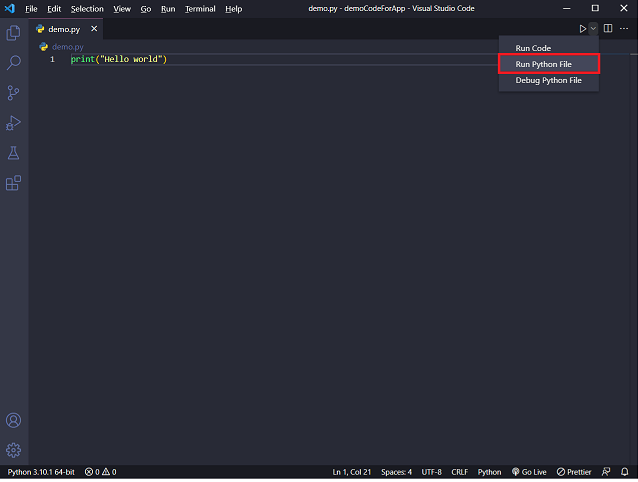 File Edit Selection View Go Run Terminal Help demo.py - demoCodeForApp - Visual Studio Code
demo.py
demo.py
1 print("Hello world")
Run Code
Run Python File
Debug Python File
Python 3.10.1 64-bit 0 0 Ln 1, Col 21 Spaces: 4 UTF-8 CRLF Python Go Live Prettier